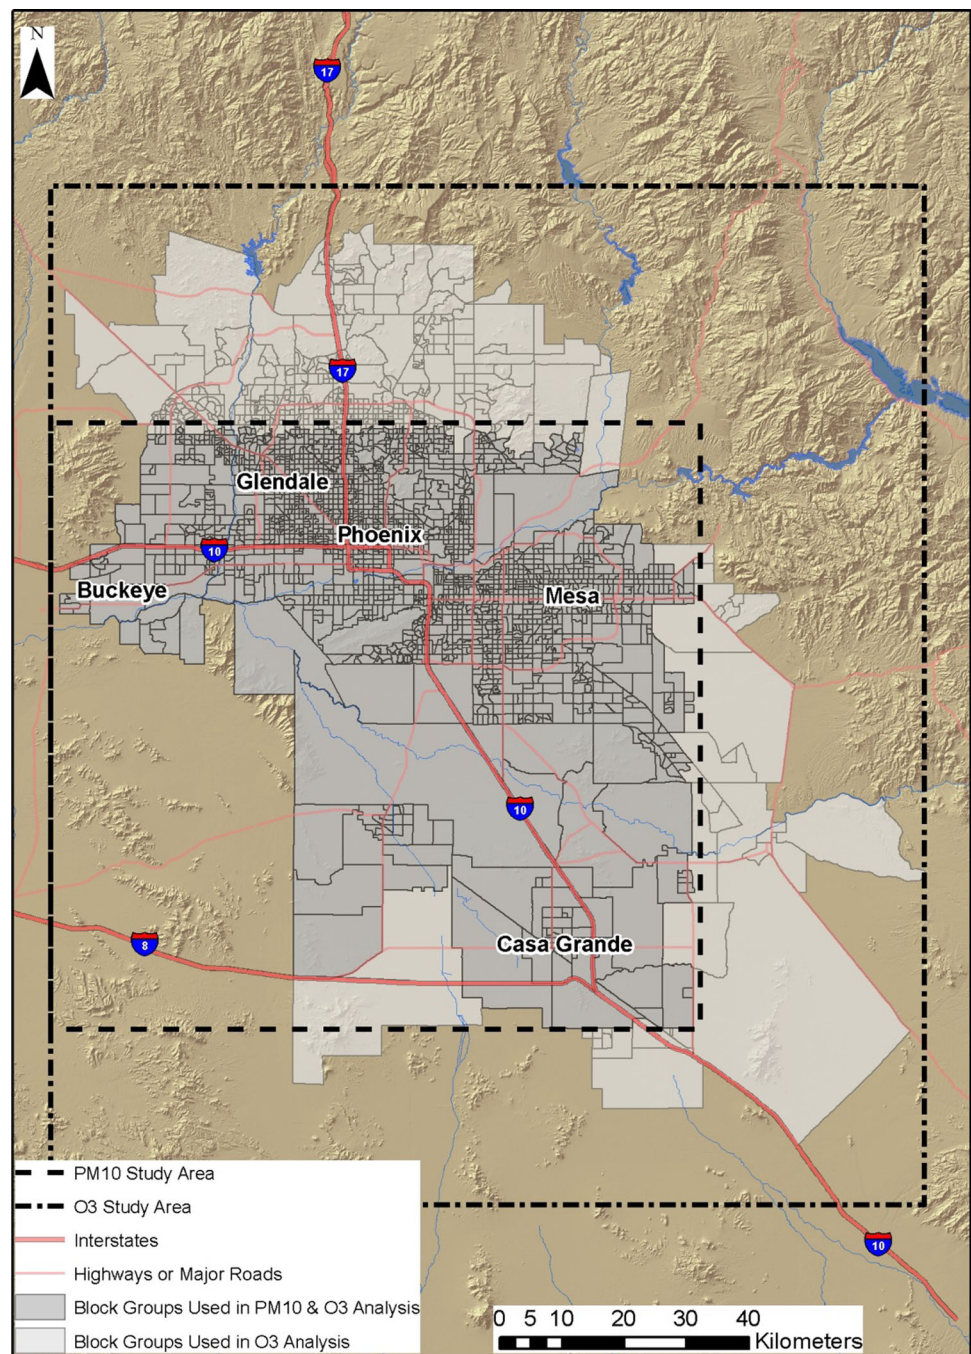 N
17
17
Glendale
Phoenix
10
Buckeye
Mesa
10
Casa Grande
8
10
PM10 Study Area
O3 Study Area
Interstates
Highways or Major Roads
Block Groups Used in PM10 & O3 Analysis
Block Groups Used in O3 Analysis
0 5 10 20 30 40
Kilometers